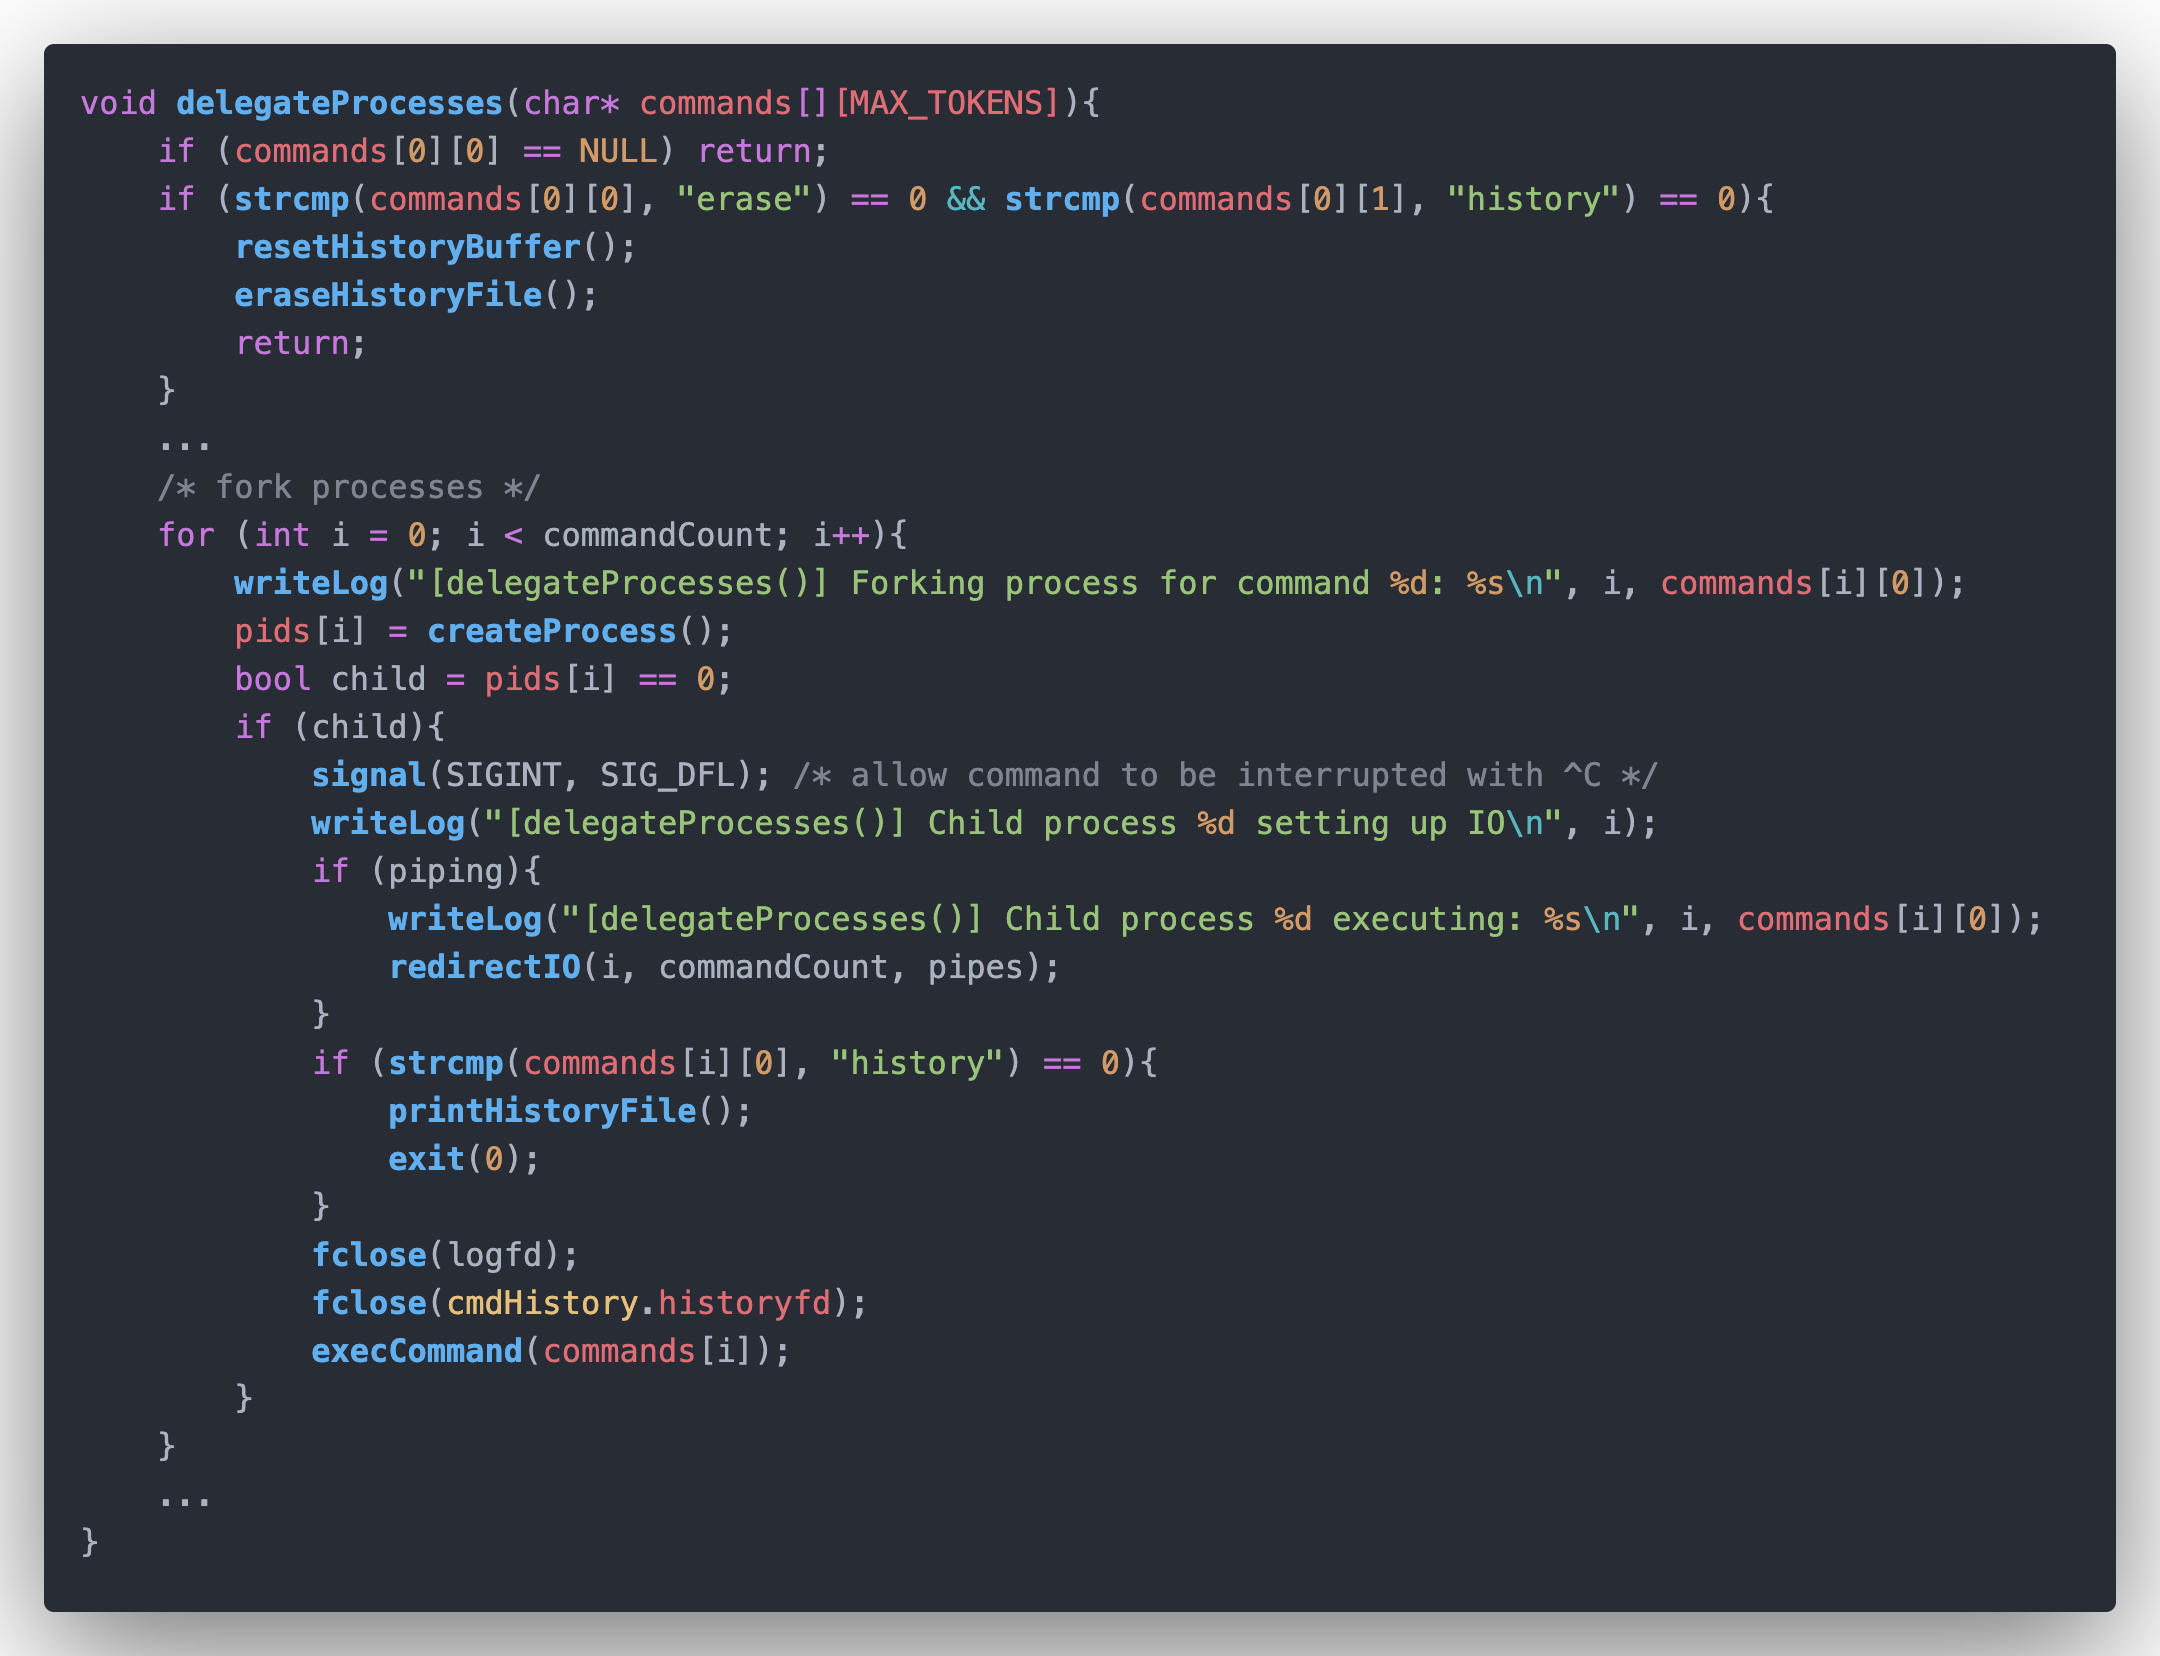 void delegateProcesses(char* commands[][MAX_TOKENS]){
    if (commands[0][0] == NULL) return;
    if (strcmp(commands[0][0], "erase") == 0 && strcmp(commands[0][1], "history") == 0){
        resetHistoryBuffer();
        eraseHistoryFile();
        return;
    }
    ...
    /* fork processes */
    for (int i = 0; i < commandCount; i++){
        writeLog("[delegateProcesses()] Forking process for command %d: %s\n", i, commands[i][0]);
        pids[i] = createProcess();
        bool child = pids[i] == 0;
        if (child){
            signal(SIGINT, SIG_DFL); /* allow command to be interrupted with ^C */
            writeLog("[delegateProcesses()] Child process %d setting up IO\n", i);
            if (piping){
                writeLog("[delegateProcesses()] Child process %d executing: %s\n", i, commands[i][0]);
                redirectIO(i, commandCount, pipes);
            }
            if (strcmp(commands[i][0], "history") == 0){
                printHistoryFile();
                exit(0);
            }
            fclose(logfd);
            fclose(cmdHistory.historyfd);
            execCommand(commands[i]);
        }
    }
    ...
}